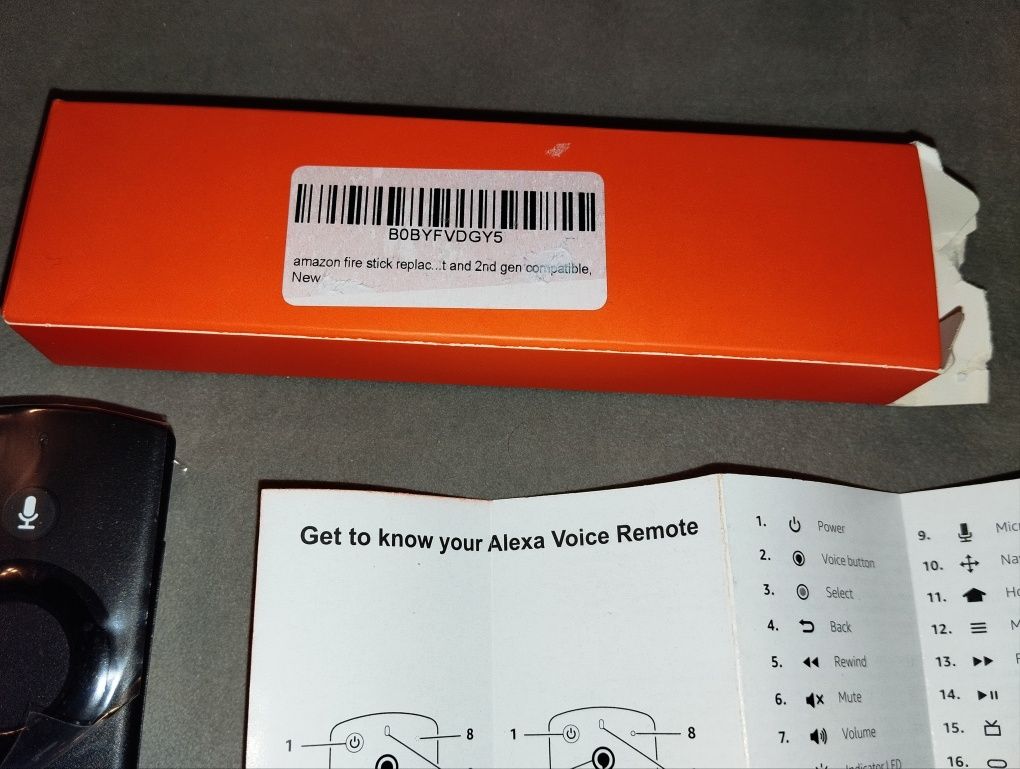 B0BYFVDGY5
amazon fire stick replac...t and 2nd gen compatible,
New
Get to know your Alexa Voice Remote
1. Power
2. Voice button
3. Select
4. Back
5. Rewind
6. Mute
7. Volume
Indicator LED
9.
10.
11.
12.
13.
14.
15.
16.
1
8
1
8